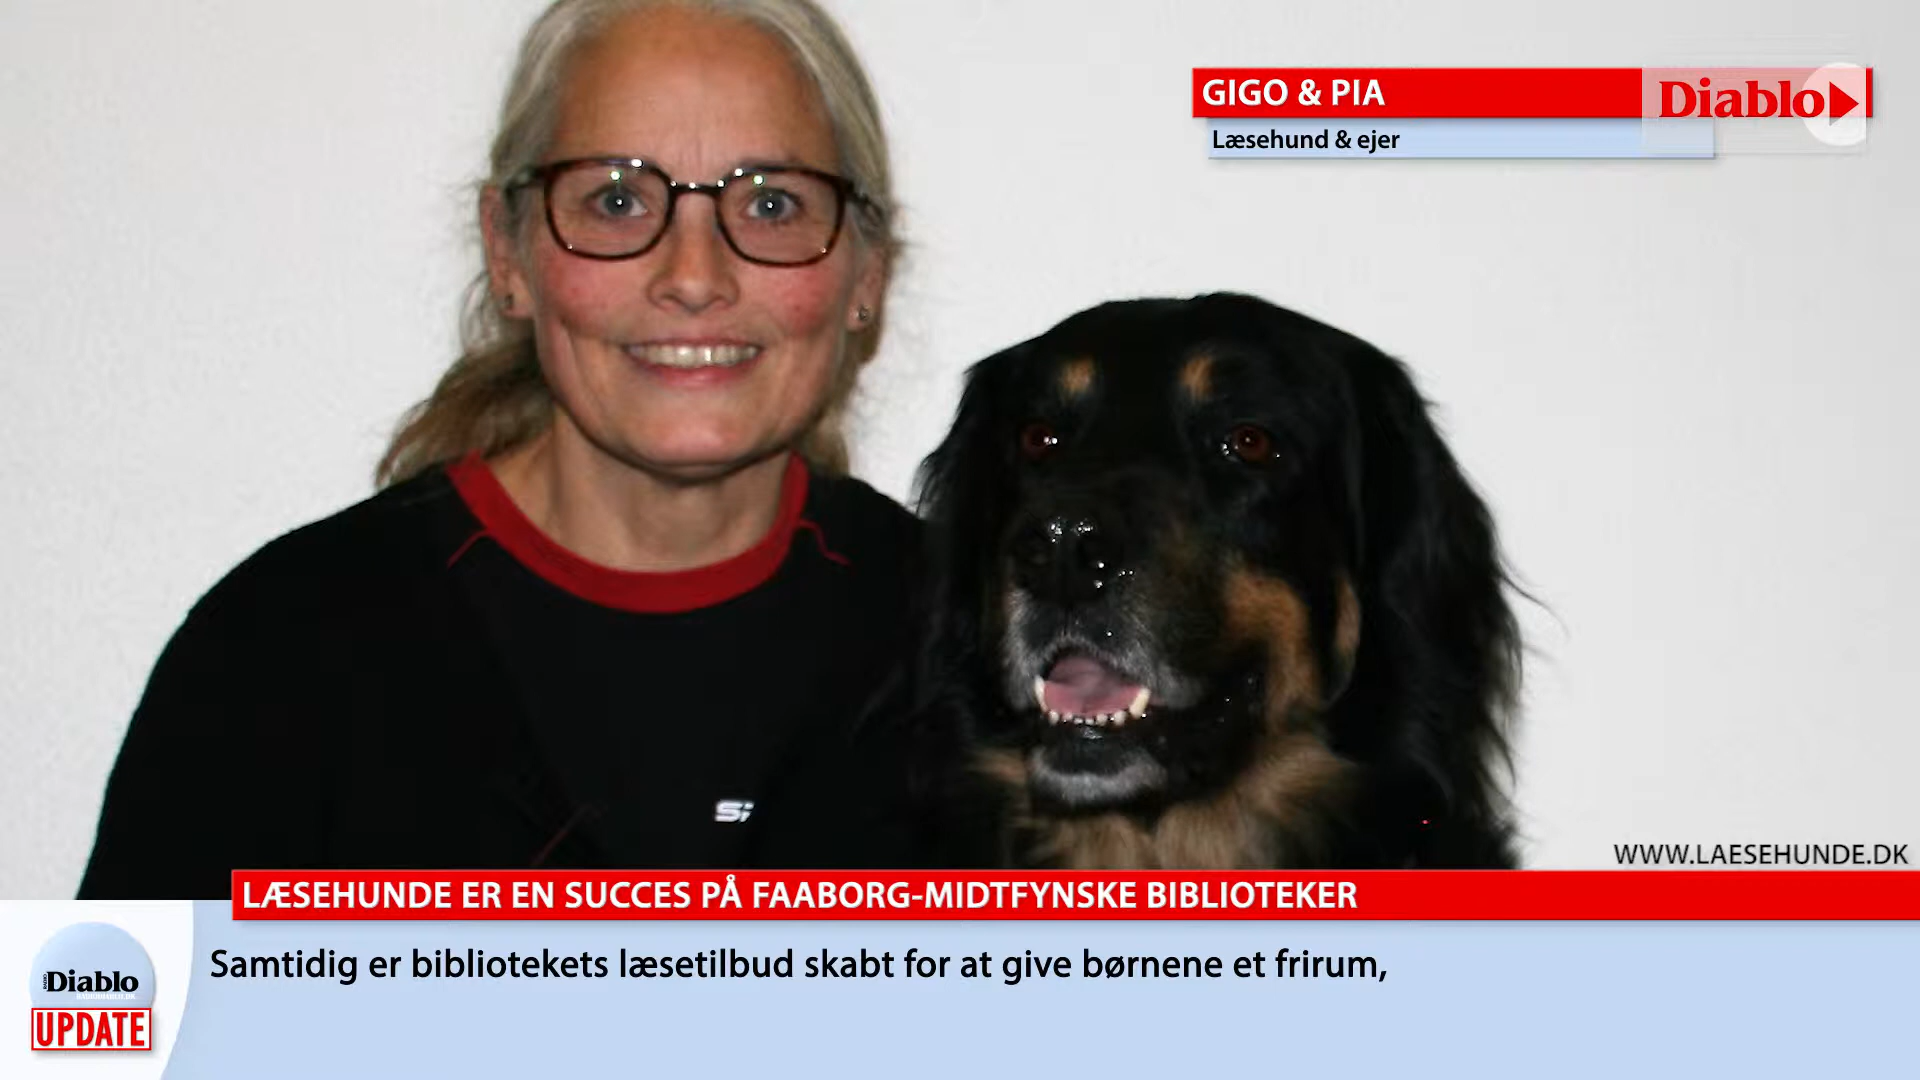 GIGO & PIA
Diablo
Læsehund & ejer
WWW.LAESEHUNDE.DK
LÆSEHUNDE ER EN SUCCES PÅ FAABORG-MIDTFYNSKE BIBLIOTEKER
Samtidig er bibliotekets læsetilbud skabt for at give børnene et frirum,
Diablo
UPDATE